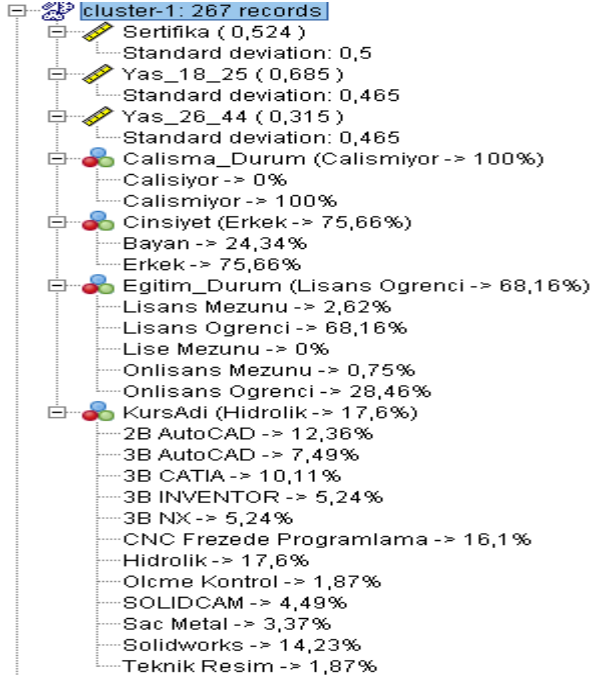 cluster-1: 267 records
Sertifika ( 0,524 )
Standard deviation: 0,5
Yas_18_25 ( 0,685 )
Standard deviation: 0,465
Yas_26_44 ( 0,315 )
Standard deviation: 0,465
Calisma_Durum (Calismiyor -> 100%)
Calisiyor -> 0%
Calismiyor -> 100%
Cinsiyet (Erkek -> 75,66%)
Bayan -> 24,34%
Erkek -> 75,66%
Egitim_Durum (Lisans Ogrenci -> 68,16%)
Lisans Mezunu -> 2,62%
Lisans Ogrenci -> 68,16%
Lise Mezunu -> 0%
Onlisans Mezunu -> 0,75%
Onlisans Ogrenci -> 28,46%
KursAdi (Hidrolik -> 17,6%)
2B AutoCAD -> 12,36%
3B AutoCAD -> 7,49%
3B CATIA -> 10,11%
3B INVENTOR -> 5,24%
3B NX -> 5,24%
CNC Frezede Programlama -> 16,1%
Hidrolik -> 17,6%
Olcme Kontrol -> 1,87%
SOLIDCAM -> 4,49%
Sac Metal -> 3,37%
Solidworks -> 14,23%
Teknik Resim -> 1,87%